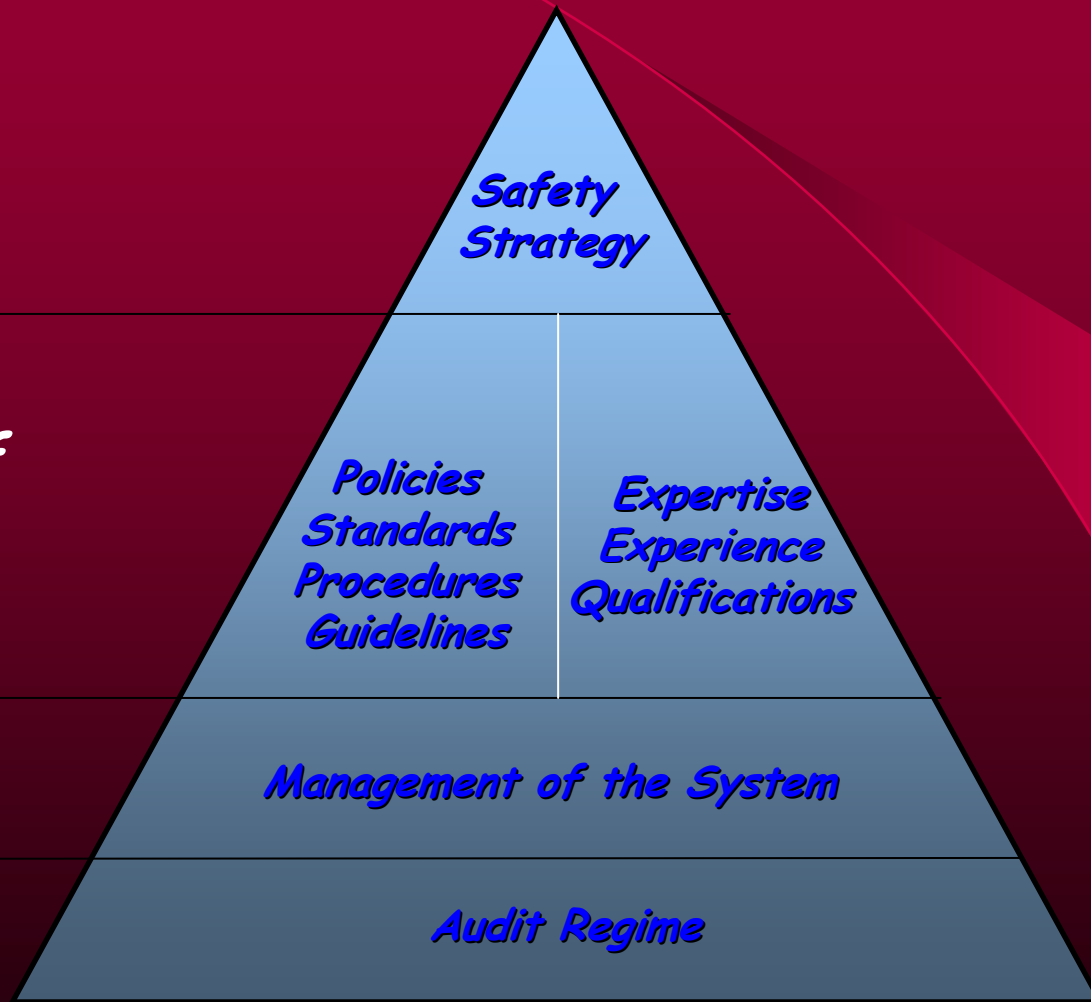 Safety
Strategy
Policies
Standards
Procedures
Guidelines
Expertise
Experience
Qualifications
Management of the System
Audit Regime